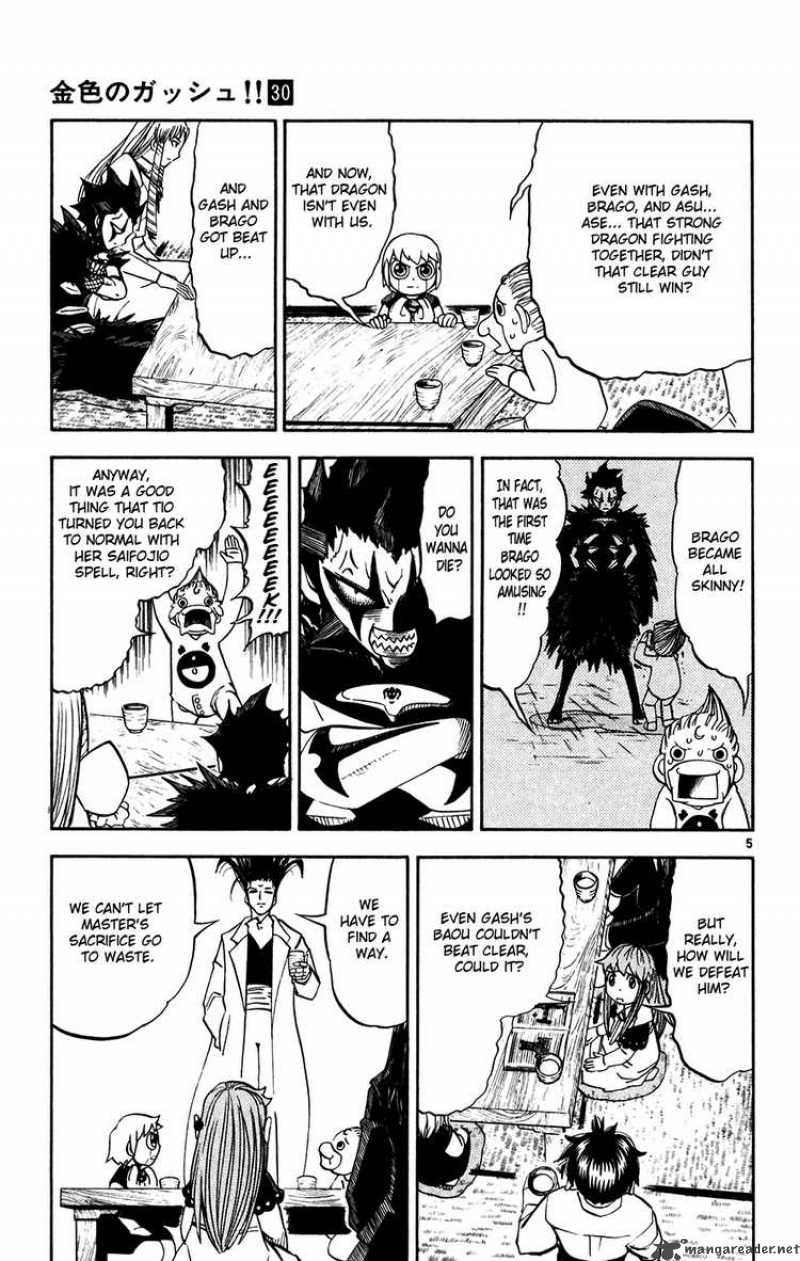 金色のガッシュ!! 30
EVEN WITH GASH,
BRAGO, AND ASU...
ASE... THAT STRONG
DRAGON FIGHTING
TOGETHER, DIDN'T
THAT CLEAR GUY
STILL WIN?
AND NOW,
THAT DRAGON
ISN'T EVEN
WITH US.
AND
GASH AND
BRAGO
GOT BEAT
UP...
BRAGO
BECAME
ALL
SKINNY!
IN FACT,
THAT WAS
THE FIRST
TIME
BRAGO
LOOKED SO
AMUSING
!!
DO
YOU
WANNA
DIE?
EEEEEEEEEEEK!!!
ANYWAY,
IT WAS A GOOD
THING THAT TIO
TURNED YOU BACK
TO NORMAL WITH
HER SAIFOJIO
SPELL, RIGHT?
5
BUT
REALLY,
HOW WILL
WE DEFEAT
HIM?
EVEN GASH'S
BAOU COULDN'T
BEAT CLEAR,
COULD IT?
WE
HAVE TO
FIND A
WAY.
WE CAN'T LET
MASTER'S
SACRIFICE GO
TO WASTE.
mangareader.net